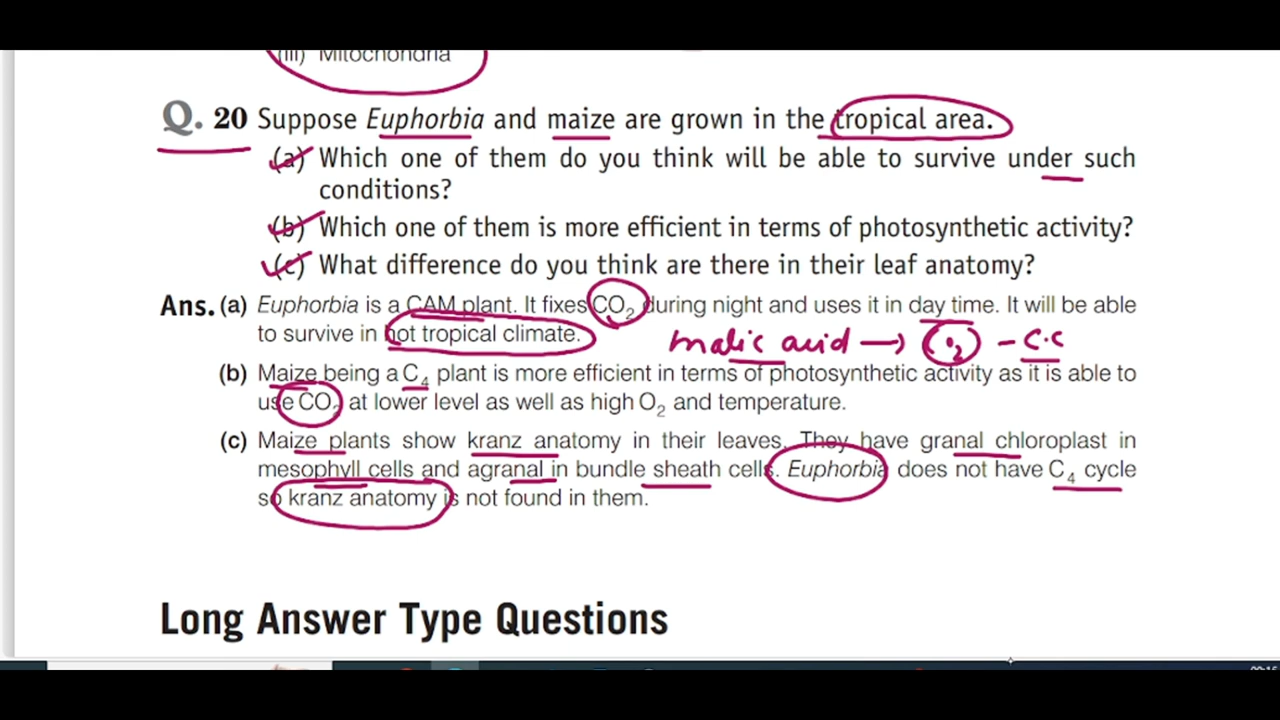 (iii) Mitochondria
Q. 20 Suppose Euphorbia and maize are grown in the tropical area.
(a) Which one of them do you think will be able to survive under such
conditions?
(b) Which one of them is more efficient in terms of photosynthetic activity?
(c) What difference do you think are there in their leaf anatomy?
Ans. (a) Euphorbia is a CAM plant. It fixes CO₂ during night and uses it in day time. It will be able
to survive in hot tropical climate.
malic acid → CO₂ – C.C
(b) Maize being a C₄ plant is more efficient in terms of photosynthetic activity as it is able to
use CO₂ at lower level as well as high O₂ and temperature.
(c) Maize plants show kranz anatomy in their leaves. They have granal chloroplast in
mesophyll cells and agranal in bundle sheath cells. Euphorbia does not have C₄ cycle
so kranz anatomy is not found in them.
Long Answer Type Questions